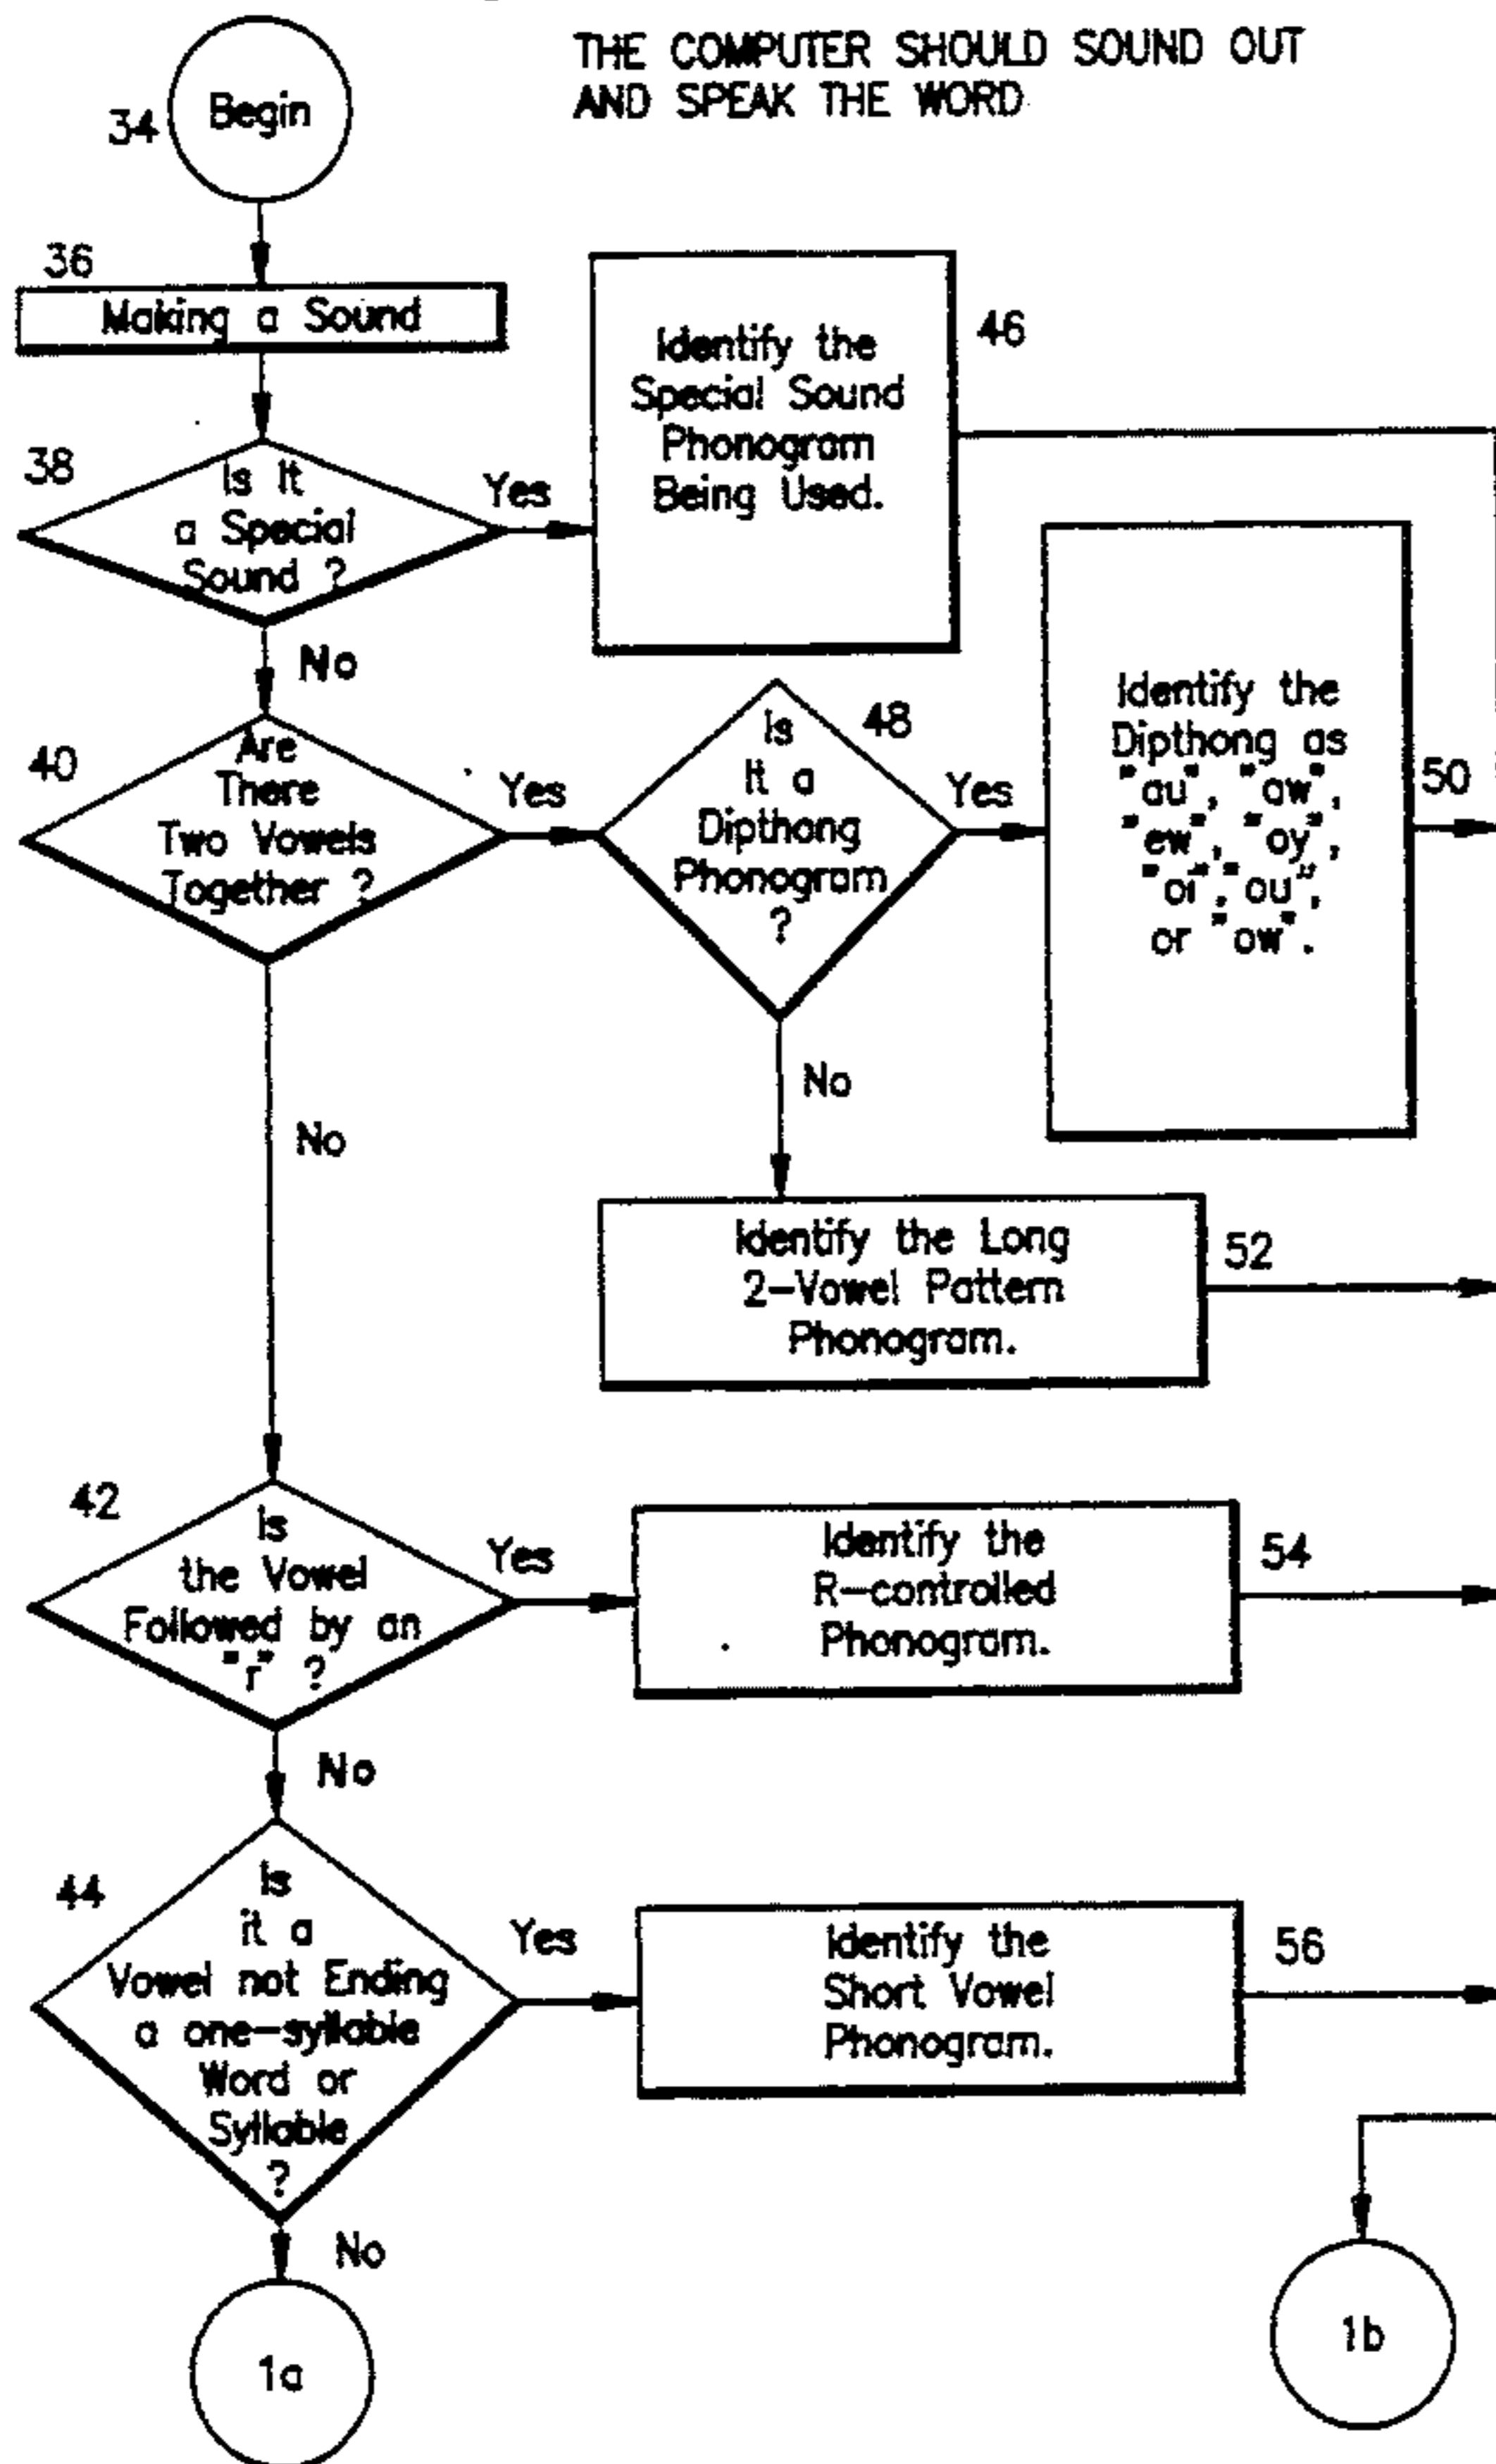 THE COMPUTER SHOULD SOUND OUT
AND SPEAK THE WORD
34
Begin
36
Making a Sound
38
Is It
a Special
Sound ?
Yes
Identify the
Special Sound
Phonogram
Being Used.
46
No
40
Are
There
Two Vowels
Together ?
Yes
48
Is
It a
Dipthong
Phonogram
?
Yes
Identify the
Dipthong as
"au", "aw",
"ew", "oy",
"oi", "ou",
or "ow".
50
No
No
Identify the Long
2-Vowel Pattern
Phonogram.
52
42
Is
the Vowel
Followed by an
"r" ?
Yes
Identify the
R-controlled
Phonogram.
54
No
44
Is
it a
Vowel not Ending
a one-syllable
Word or
Syllable
?
Yes
Identify the
Short Vowel
Phonogram.
56
No
1a
1b